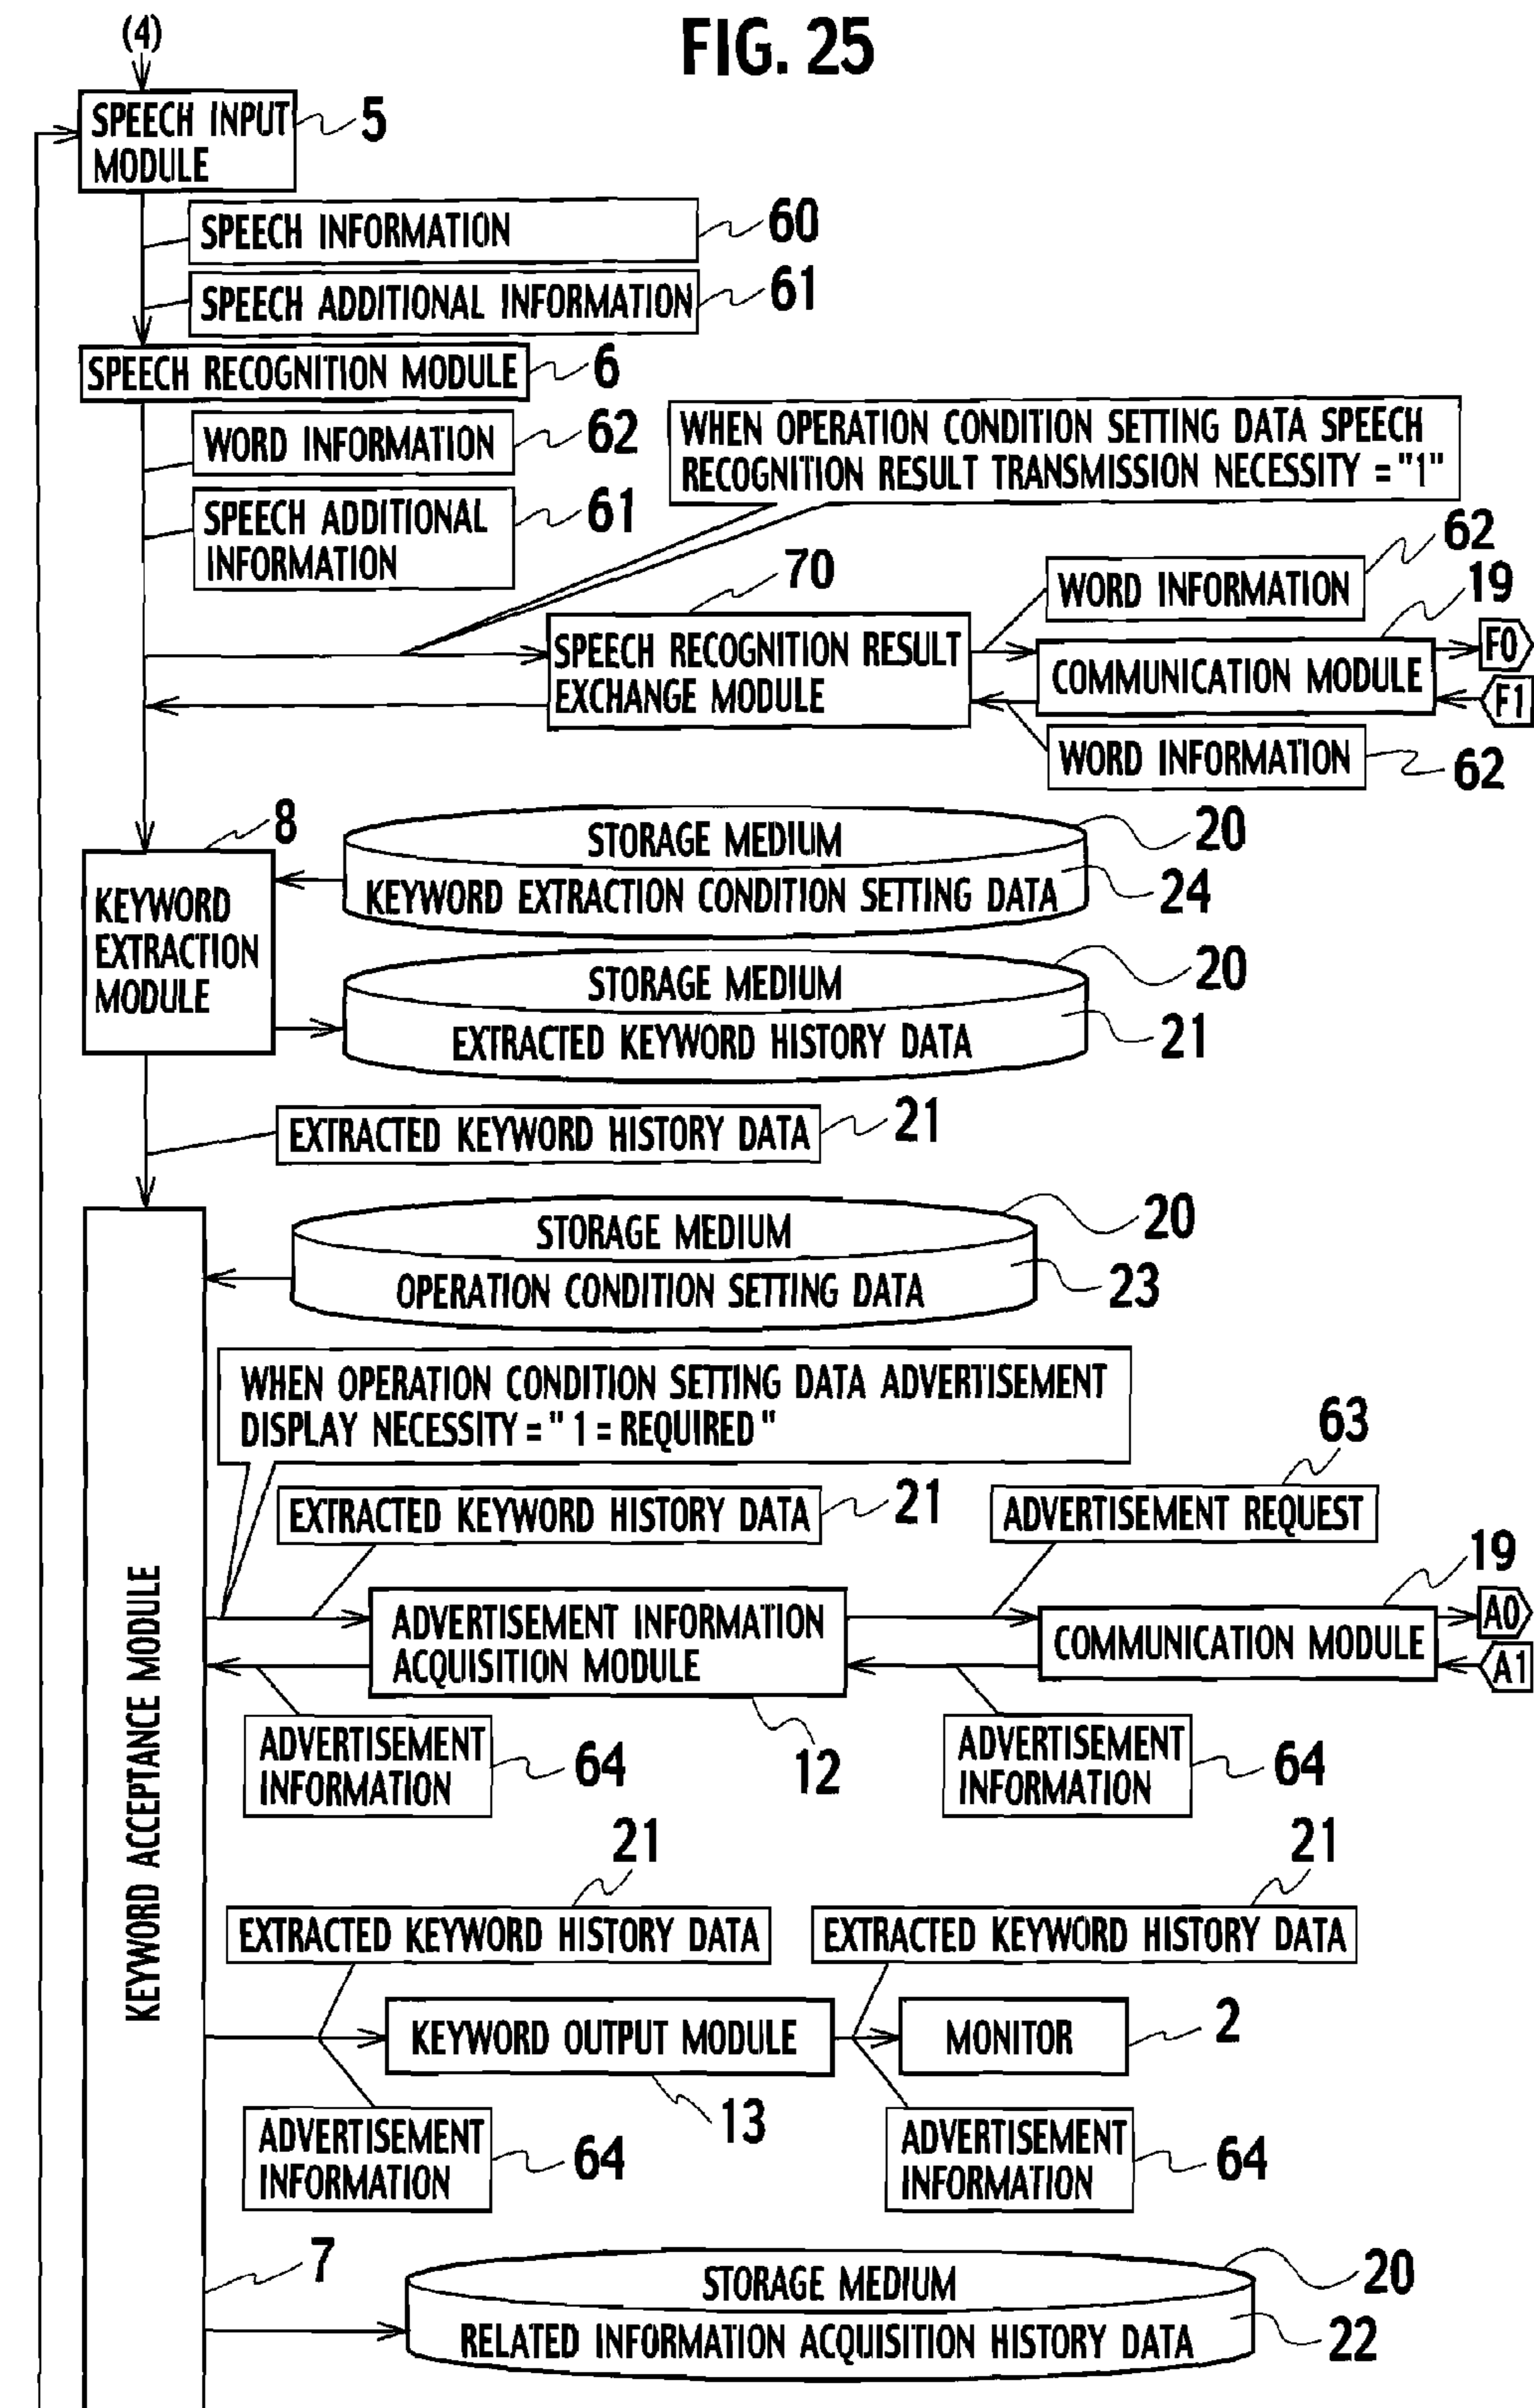 FIG. 25
(4)
SPEECH INPUT
MODULE
5
SPEECH INFORMATION
60
SPEECH ADDITIONAL INFORMATION
61
SPEECH RECOGNITION MODULE
6
WORD INFORMATION
62
SPEECH ADDITIONAL
INFORMATION
61
WHEN OPERATION CONDITION SETTING DATA SPEECH
RECOGNITION RESULT TRANSMISSION NECESSITY = "1"
70
SPEECH RECOGNITION RESULT
EXCHANGE MODULE
WORD INFORMATION
62
19
COMMUNICATION MODULE
F0
F1
WORD INFORMATION
62
8
KEYWORD
EXTRACTION
MODULE
STORAGE MEDIUM
20
KEYWORD EXTRACTION CONDITION SETTING DATA
24
STORAGE MEDIUM
20
EXTRACTED KEYWORD HISTORY DATA
21
EXTRACTED KEYWORD HISTORY DATA
21
STORAGE MEDIUM
20
OPERATION CONDITION SETTING DATA
23
WHEN OPERATION CONDITION SETTING DATA ADVERTISEMENT
DISPLAY NECESSITY = " 1 = REQUIRED "
EXTRACTED KEYWORD HISTORY DATA
21
63
ADVERTISEMENT REQUEST
KEYWORD ACCEPTANCE MODULE
ADVERTISEMENT INFORMATION
ACQUISITION MODULE
12
19
COMMUNICATION MODULE
A0
A1
ADVERTISEMENT
INFORMATION
64
ADVERTISEMENT
INFORMATION
64
21
EXTRACTED KEYWORD HISTORY DATA
21
EXTRACTED KEYWORD HISTORY DATA
KEYWORD OUTPUT MODULE
13
MONITOR
2
ADVERTISEMENT
INFORMATION
64
ADVERTISEMENT
INFORMATION
64
7
STORAGE MEDIUM
20
RELATED INFORMATION ACQUISITION HISTORY DATA
22